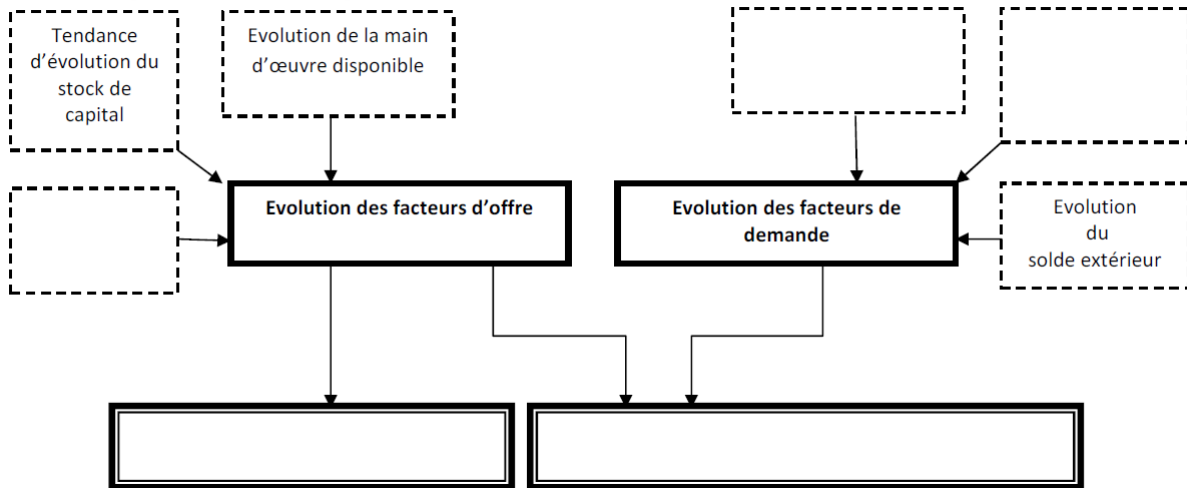 Tendance
d’évolution du
stock de
capital
Evolution de la main
d’œuvre disponible
Evolution des facteurs d’offre
Evolution des facteurs de
demande
Evolution
du
solde extérieur